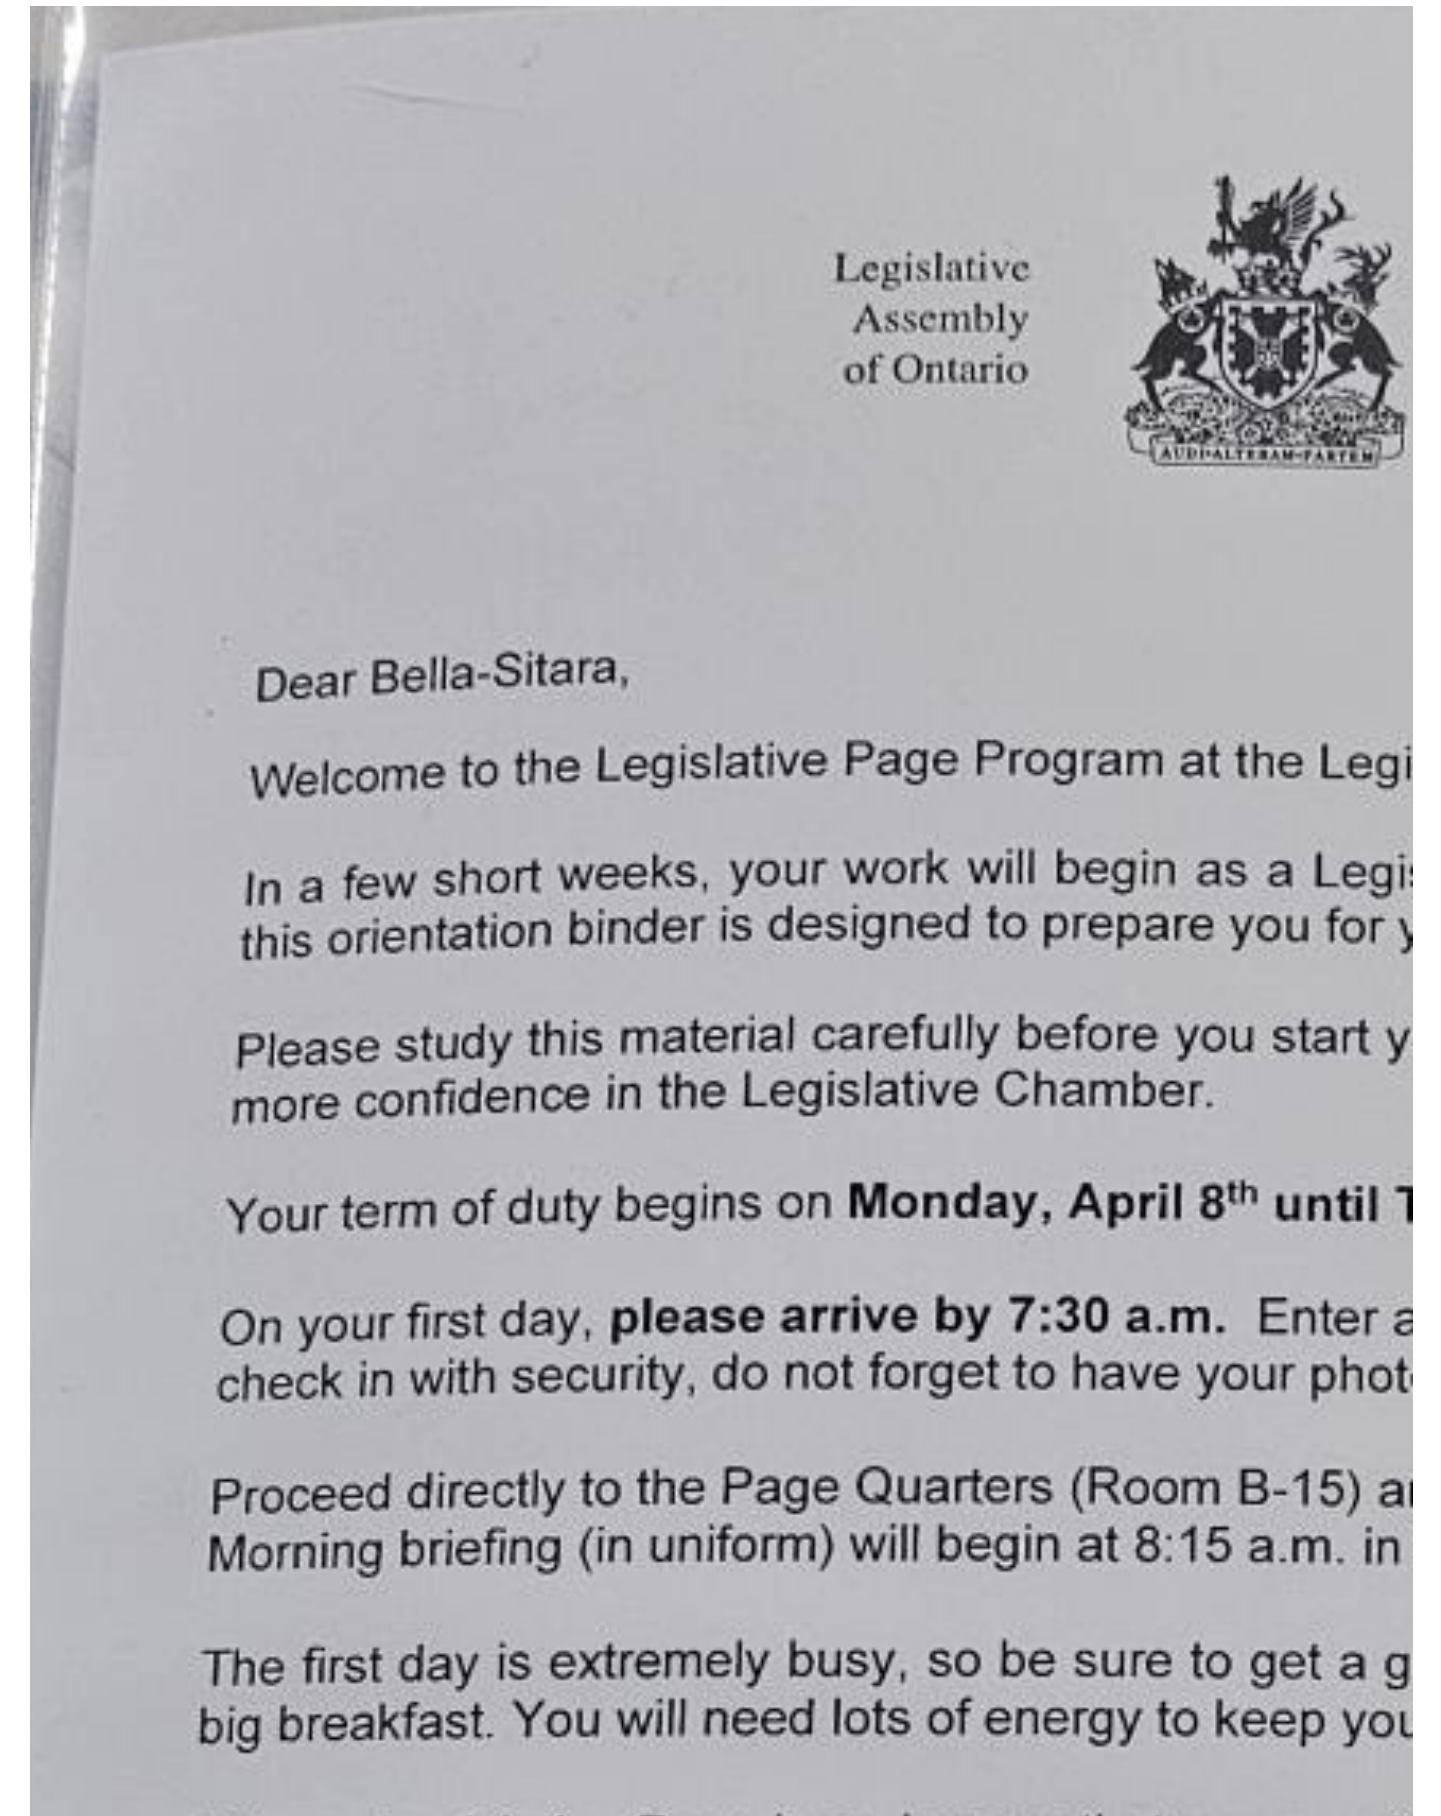 Legislative
Assembly
of Ontario
AUDI·ALTERAM·PARTEM
Dear Bella-Sitara,
Welcome to the Legislative Page Program at the Legi
In a few short weeks, your work will begin as a Legis
this orientation binder is designed to prepare you for y
Please study this material carefully before you start y
more confidence in the Legislative Chamber.
Your term of duty begins on Monday, April 8th until T
On your first day, please arrive by 7:30 a.m. Enter a
check in with security, do not forget to have your phot
Proceed directly to the Page Quarters (Room B-15) a
Morning briefing (in uniform) will begin at 8:15 a.m. in
The first day is extremely busy, so be sure to get a g
big breakfast. You will need lots of energy to keep you